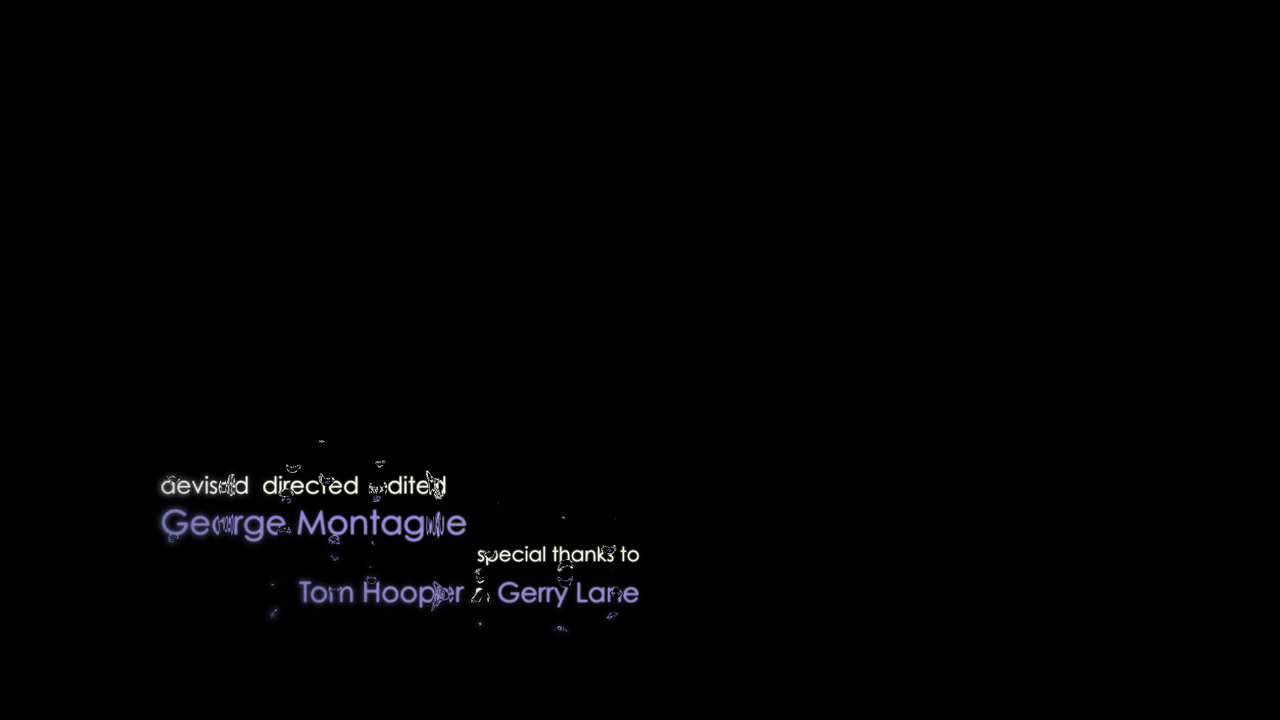 devised directed edited
George Montague
special thanks to
Tom Hooper & Gerry Lane